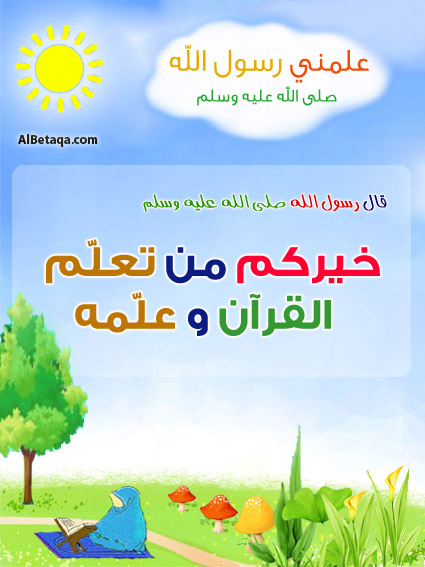 علمني رسول الله
صلى الله عليه وسلم
AlBetaqa.com
قال رسول الله صلى الله عليه وسلم
خيركم من تعلّم
القرآن و علّمه